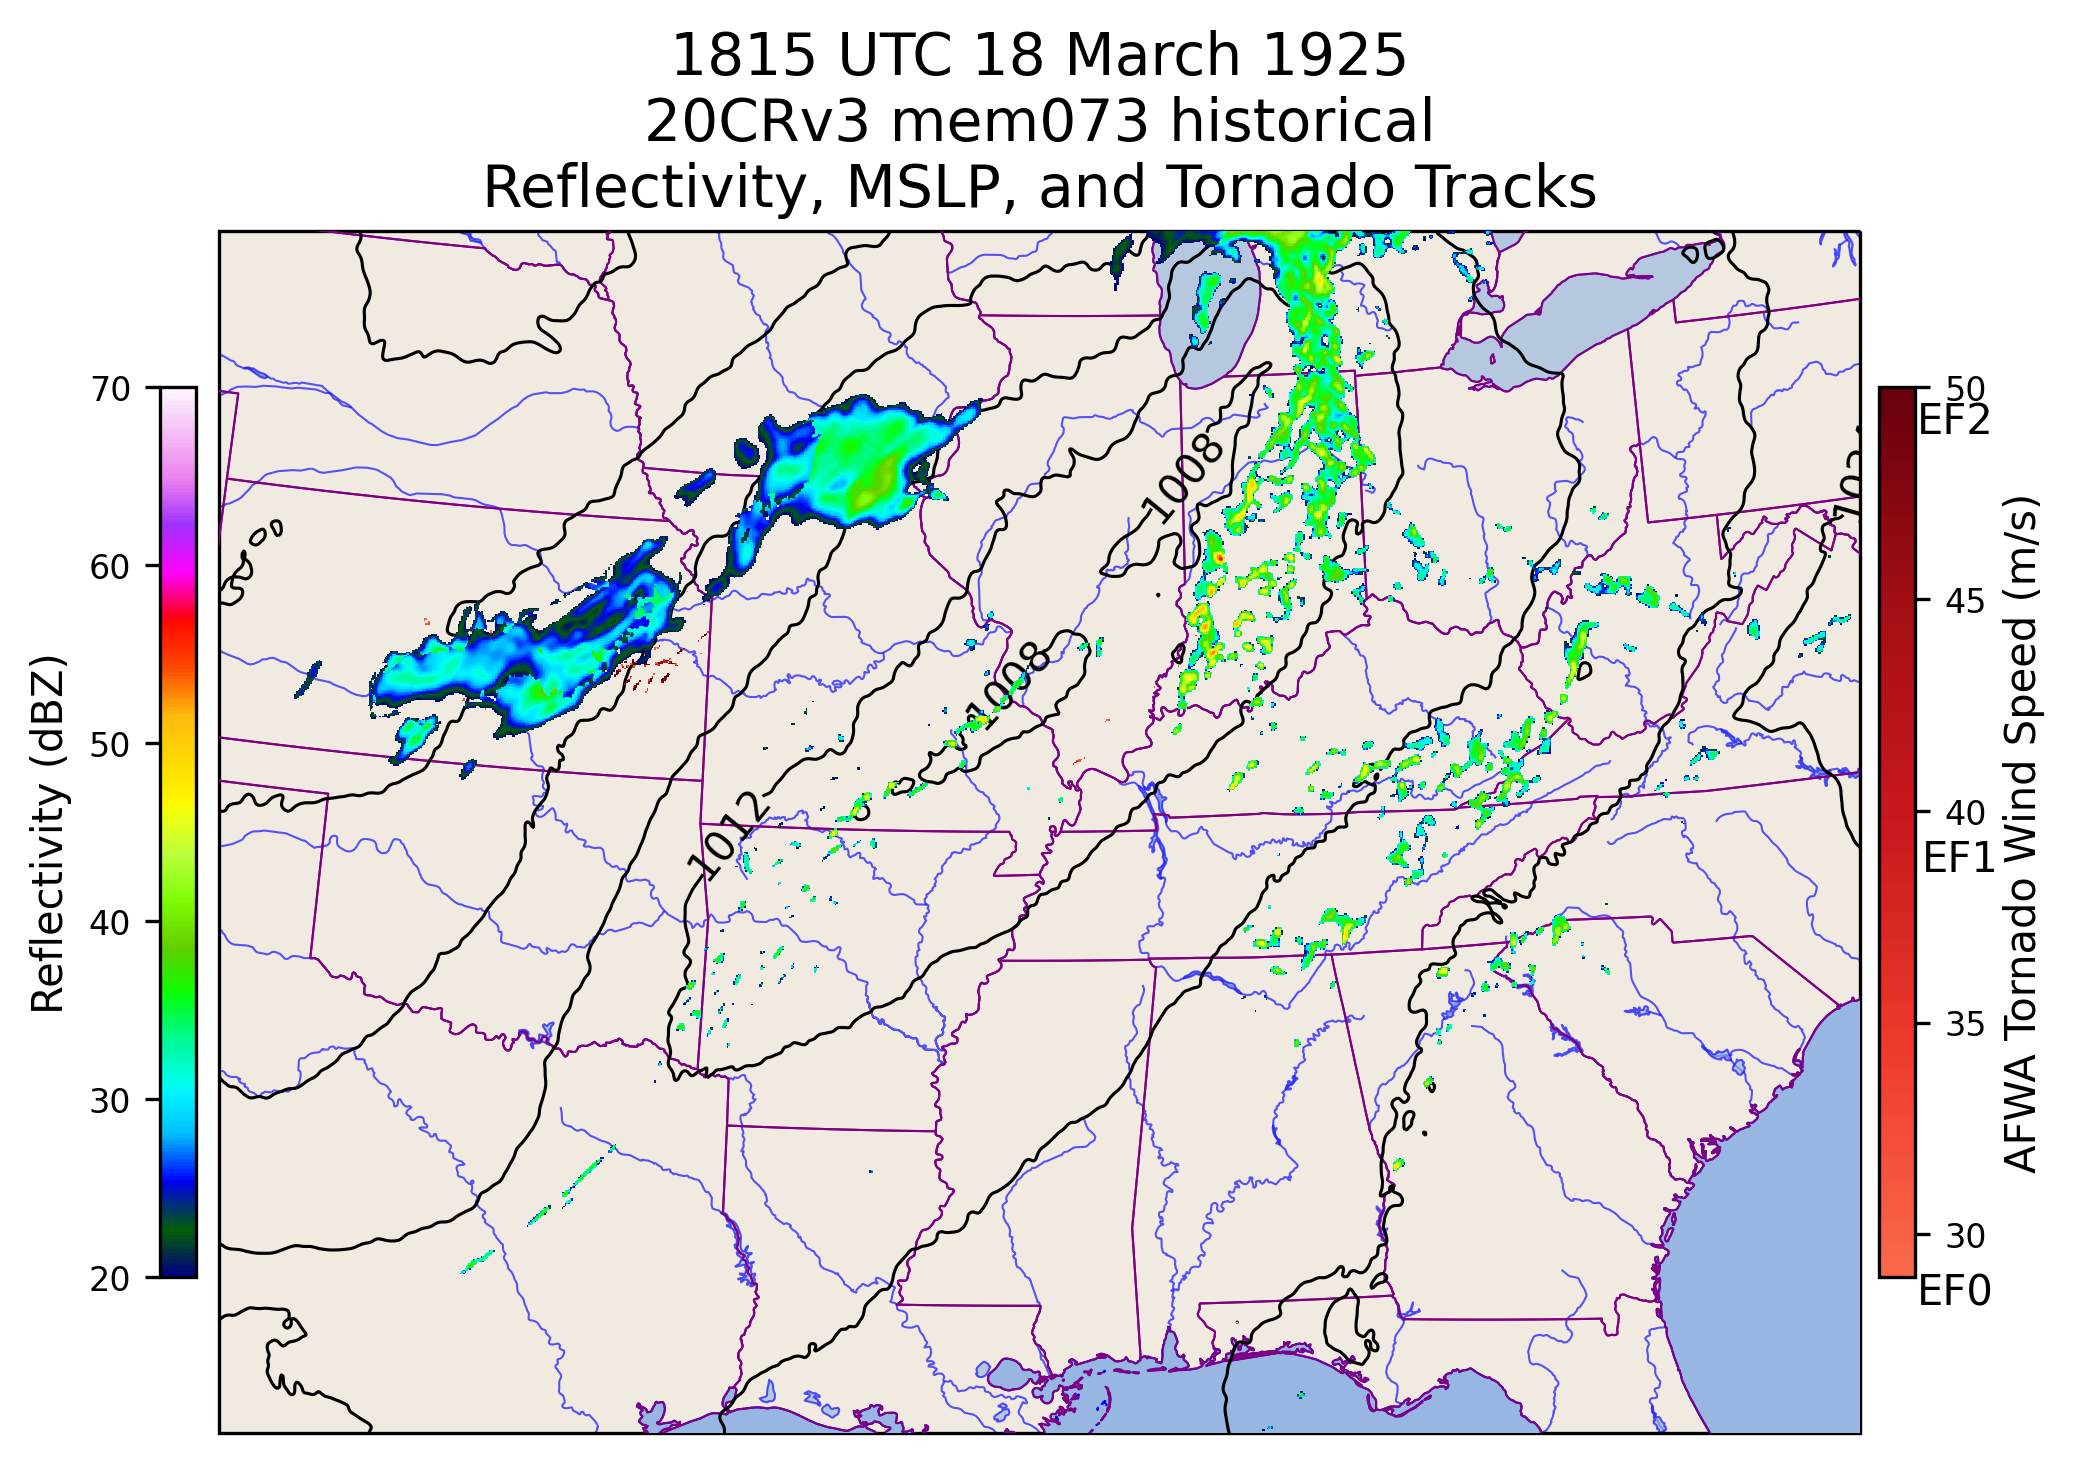 1815 UTC 18 March 1925
20CRv3 mem073 historical
Reflectivity, MSLP, and Tornado Tracks
70
60
50
40
30
20
Reflectivity (dBZ)
1008
1008
1012
50
EF2
45
40
EF1
35
30
EF0
AFWA Tornado Wind Speed (m/s)